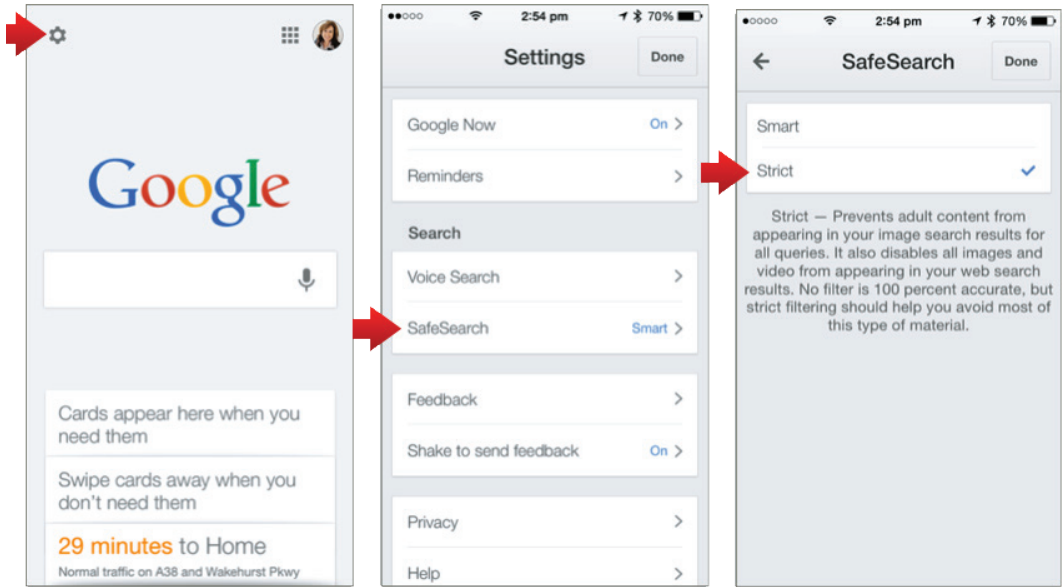 Google
Cards appear here when you
need them
Swipe cards away when you
don't need them
29 minutes to Home
Normal traffic on A38 and Wakehurst Pkwy
2:54 pm 70%
Settings Done
Google Now On
Reminders
Search
Voice Search
SafeSearch Smart
Feedback
Shake to send feedback On
Privacy
Help
2:54 pm 70%
SafeSearch Done
Smart
Strict
Strict — Prevents adult content from
appearing in your image search results for
all queries. It also disables all images and
video from appearing in your web search
results. No filter is 100 percent accurate, but
strict filtering should help you avoid most of
this type of material.